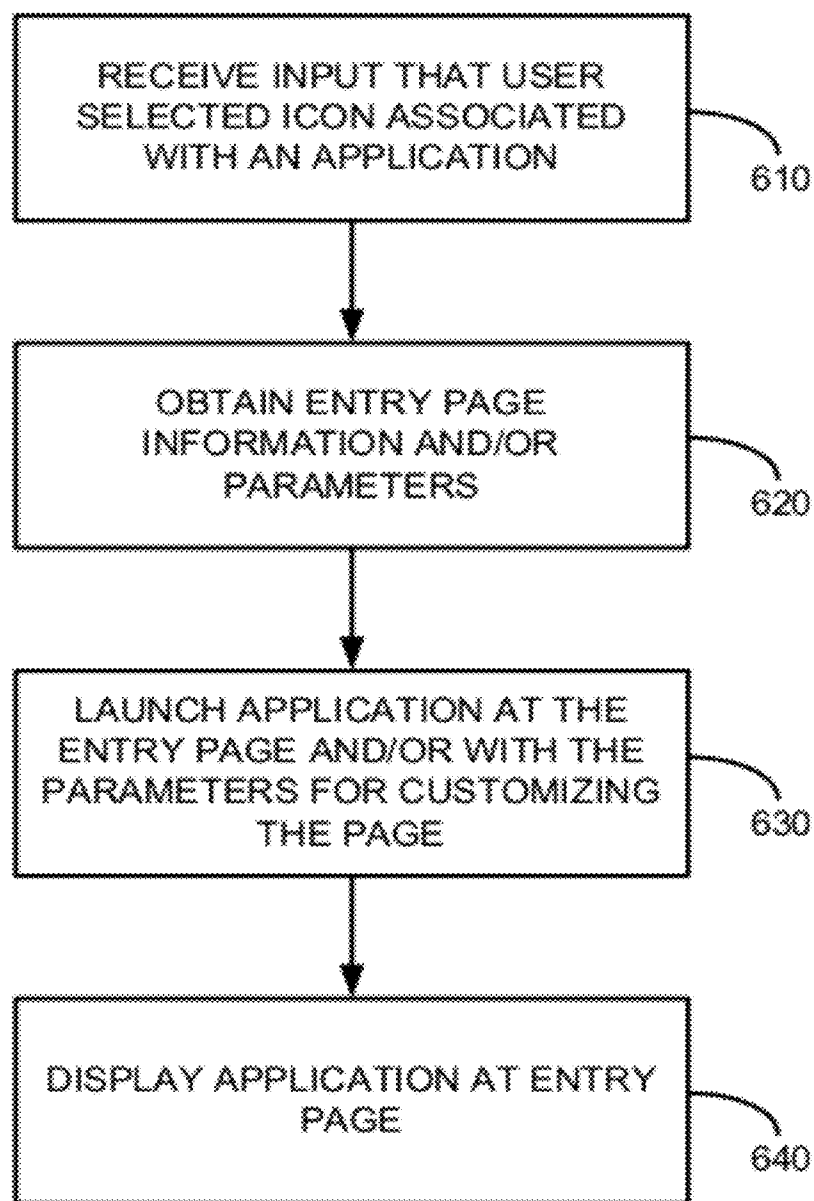 RECEIVE INPUT THAT USER
SELECTED ICON ASSOCIATED
WITH AN APPLICATION
610
OBTAIN ENTRY PAGE
INFORMATION AND/OR
PARAMETERS
620
LAUNCH APPLICATION AT THE
ENTRY PAGE AND/OR WITH THE
PARAMETERS FOR CUSTOMIZING
THE PAGE
630
DISPLAY APPLICATION AT ENTRY
PAGE
640